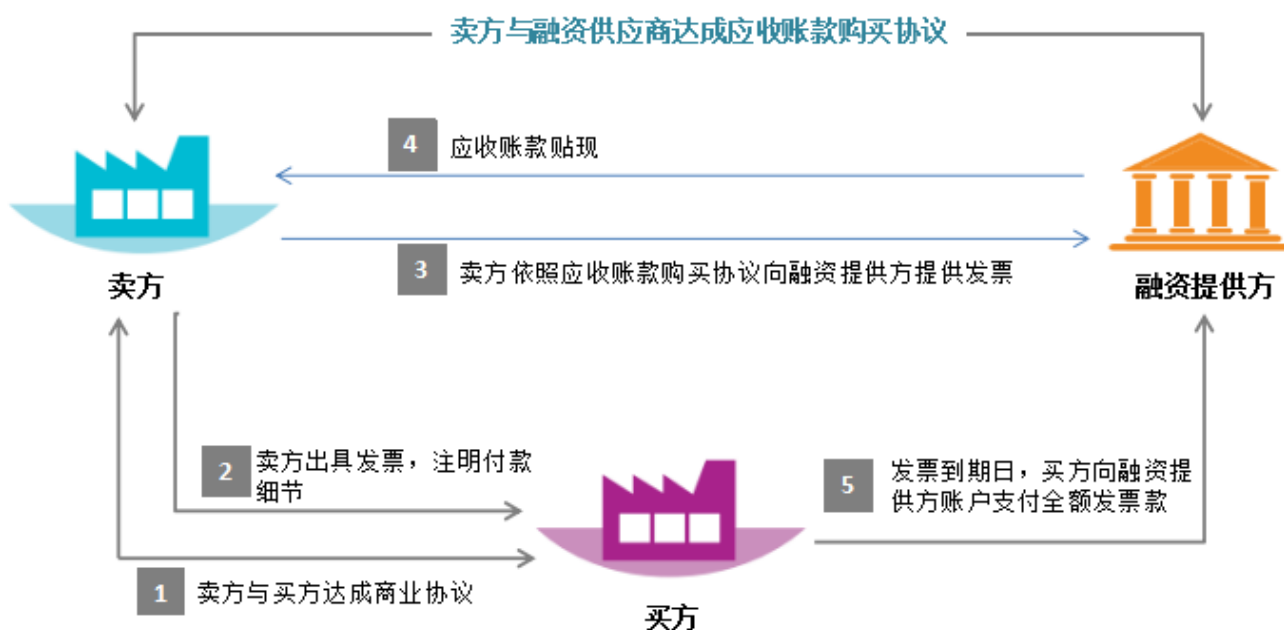 卖方与融资供应商达成应收账款购买协议
4 应收账款贴现
3 卖方依照应收账款购买协议向融资提供方提供发票
卖方
融资提供方
2 卖方出具发票，注明付款
细节
5 发票到期日，买方向融资提
供方账户支付全额发票款
1 卖方与买方达成商业协议
买方